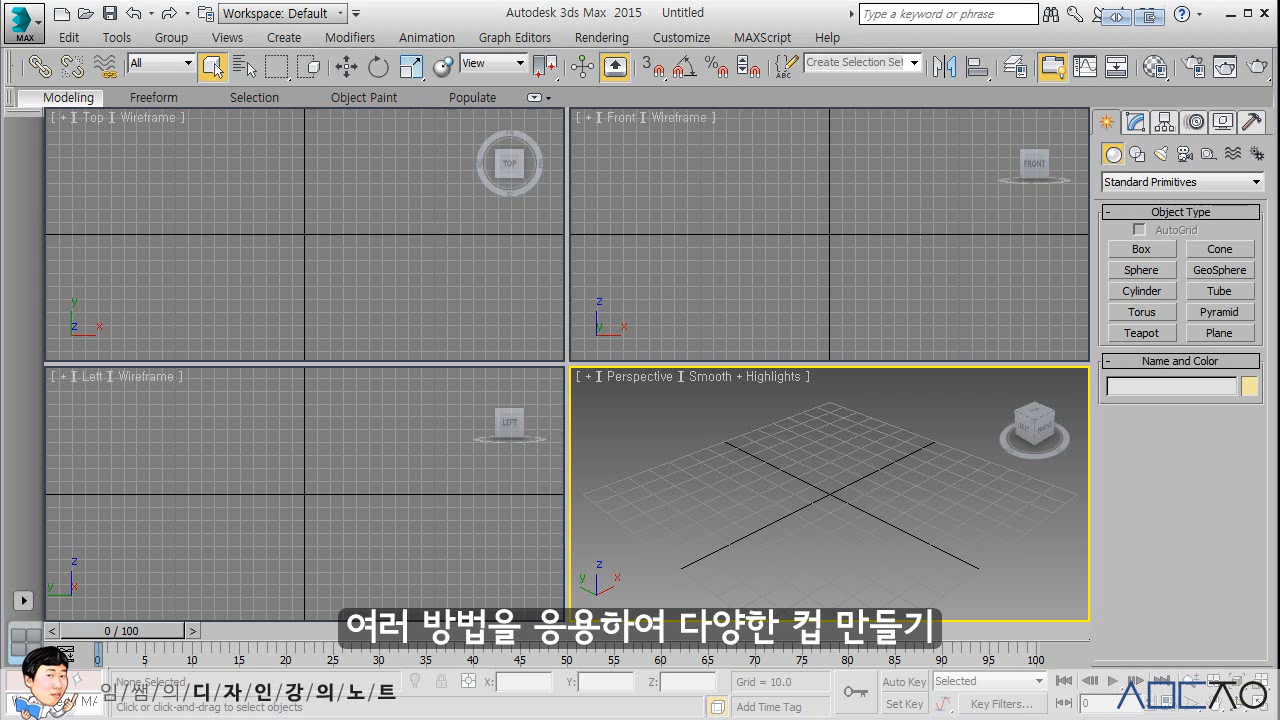 Workspace: Default
Autodesk 3ds Max 2015 Untitled
Type a keyword or phrase
MAX
Edit Tools Group Views Create Modifiers Animation Graph Editors Rendering Customize MAXScript Help
All
View
Create Selection Set
Modeling Freeform Selection Object Paint Populate
[ + ] Top ] Wireframe ]
TOP
[ + ] Front ] Wireframe ]
FRONT
Standard Primitives
- Object Type
AutoGrid
Box Cone
Sphere GeoSphere
Cylinder Tube
Torus Pyramid
Teapot Plane
- Name and Color
y
z x
z
y x
[ + ] Left ] Wireframe ]
LEFT
[ + ] Perspective ] Smooth + Highlights ]
z
y x
z
y x
여러 방법을 응용하여 다양한 컵 만들기
< 0 / 100 >
0 5 10 15 20 25 30 35 40 45 50 55 60 65 70 75 80 85 90 95 100
None Selected X: Y: Z: Grid = 10.0 Auto Key Selected
임/쌤/의/디/자/인/강/의/노/트
Click or click-and-drag to select objects Add Time Tag Set Key Key Filters... 0